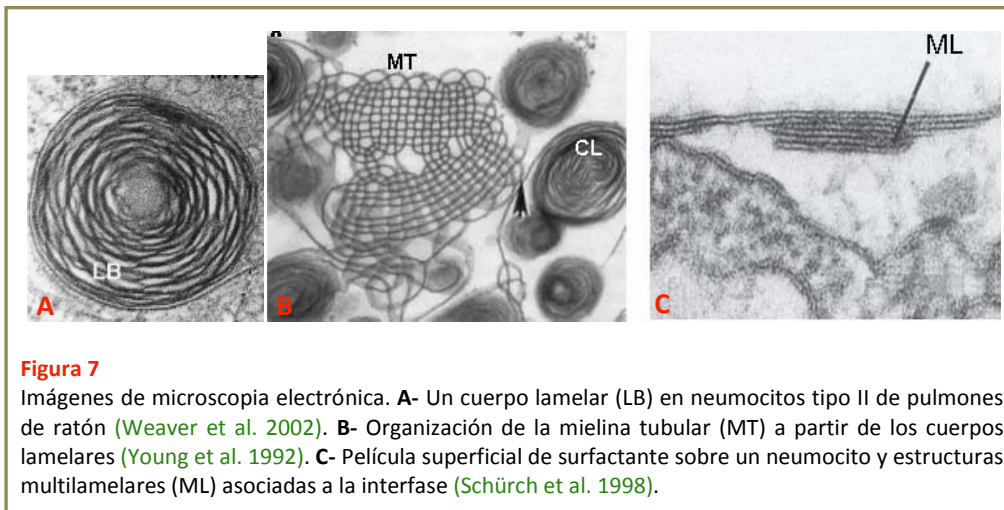 MT
CL
LB
ML
A
B
C
Figura 7
Imágenes de microscopia electrónica. A- Un cuerpo lamelar (LB) en neumocitos tipo II de pulmones
de ratón (Weaver et al. 2002). B- Organización de la mielina tubular (MT) a partir de los cuerpos
lamelares (Young et al. 1992). C- Película superficial de surfactante sobre un neumocito y estructuras
multilamelares (ML) asociadas a la interfase (Schürch et al. 1998).